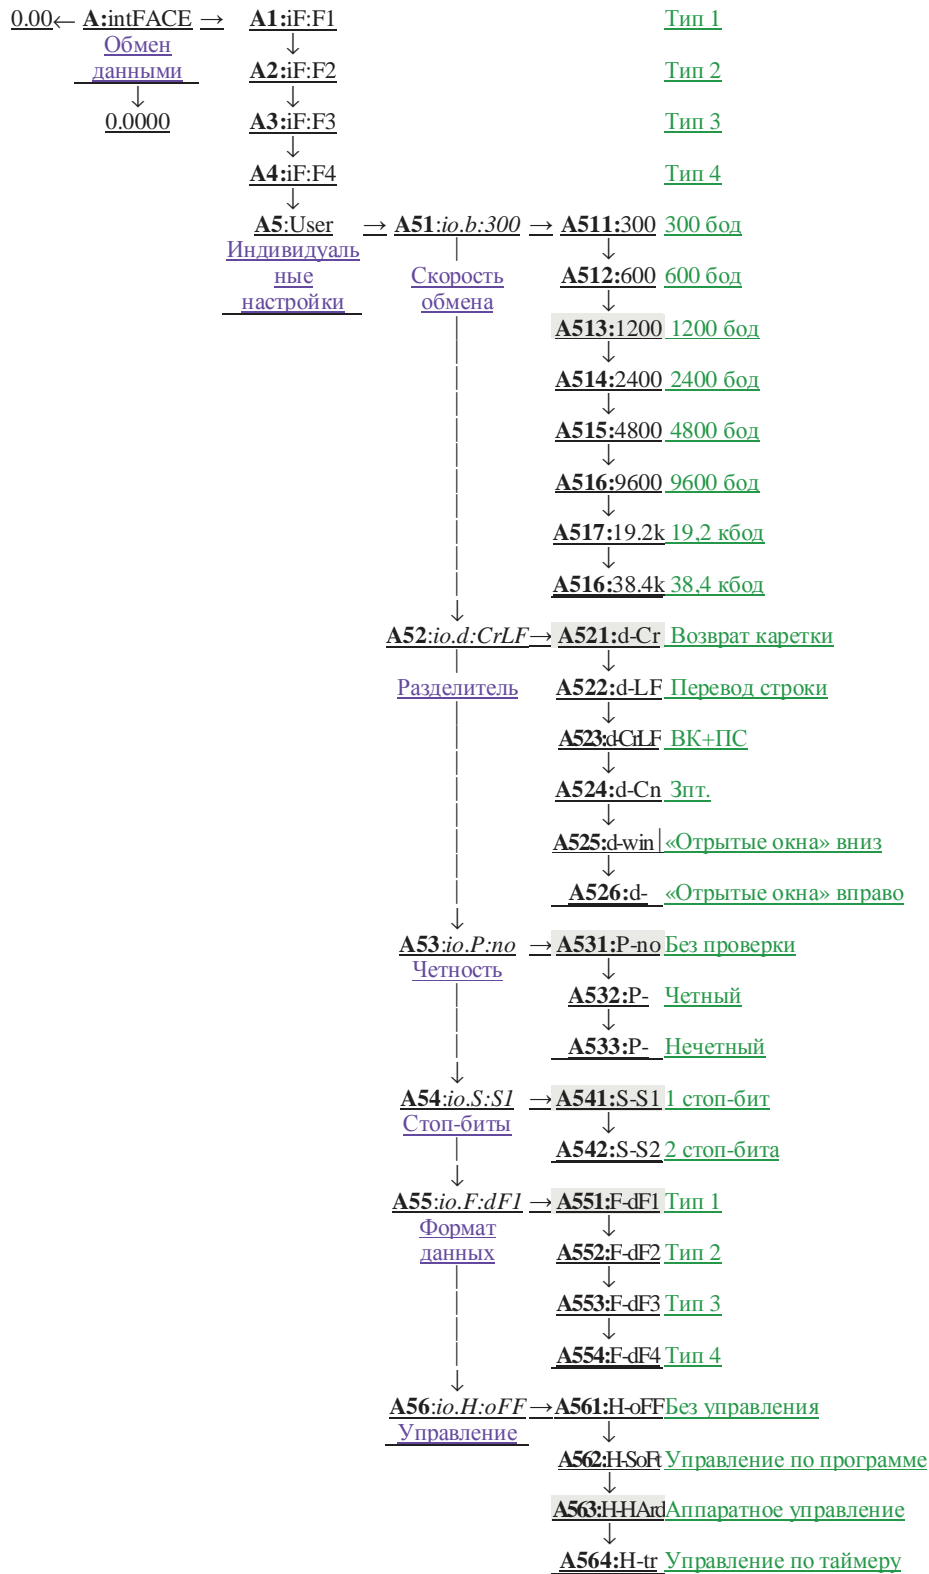 0.00← A:intFACE → A1:iF:F1 Тип 1
Обмен ↓
данными A2:iF:F2 Тип 2
↓ ↓
0.0000 A3:iF:F3 Тип 3
↓
A4:iF:F4 Тип 4
↓
A5:User → A51:io.b:300 → A511:300 300 бод
Индивидуаль ↓
ные Скорость A512:600 600 бод
настройки обмена ↓
A513:1200 1200 бод
↓
A514:2400 2400 бод
↓
A515:4800 4800 бод
↓
A516:9600 9600 бод
↓
A517:19.2k 19,2 кбод
↓
A516:38.4k 38,4 кбод
↓
A52:io.d:CrLF → A521:d-Cr Возврат каретки
↓
Разделитель A522:d-LF Перевод строки
↓
A523:d-CrLF ВК+ПС
↓
A524:d-Cn Зпт.
↓
A525:d-win| «Отрытые окна» вниз
↓
A526:d- «Отрытые окна» вправо
↓
A53:io.P:no → A531:P-no Без проверки
Четность ↓
A532:P- Четный
↓
A533:P- Нечетный
↓
A54:io.S:S1 → A541:S-S1 1 стоп-бит
Стоп-биты ↓
A542:S-S2 2 стоп-бита
↓
A55:io.F:dF1 → A551:F-dF1 Тип 1
Формат ↓
данных A552:F-dF2 Тип 2
↓
A553:F-dF3 Тип 3
↓
A554:F-dF4 Тип 4
↓
A56:io.H:oFF → A561:H-oFF Без управления
Управление ↓
A562:H-SoFt Управление по программе
↓
A563:H-HArd Аппаратное управление
↓
A564:H-tr Управление по таймеру